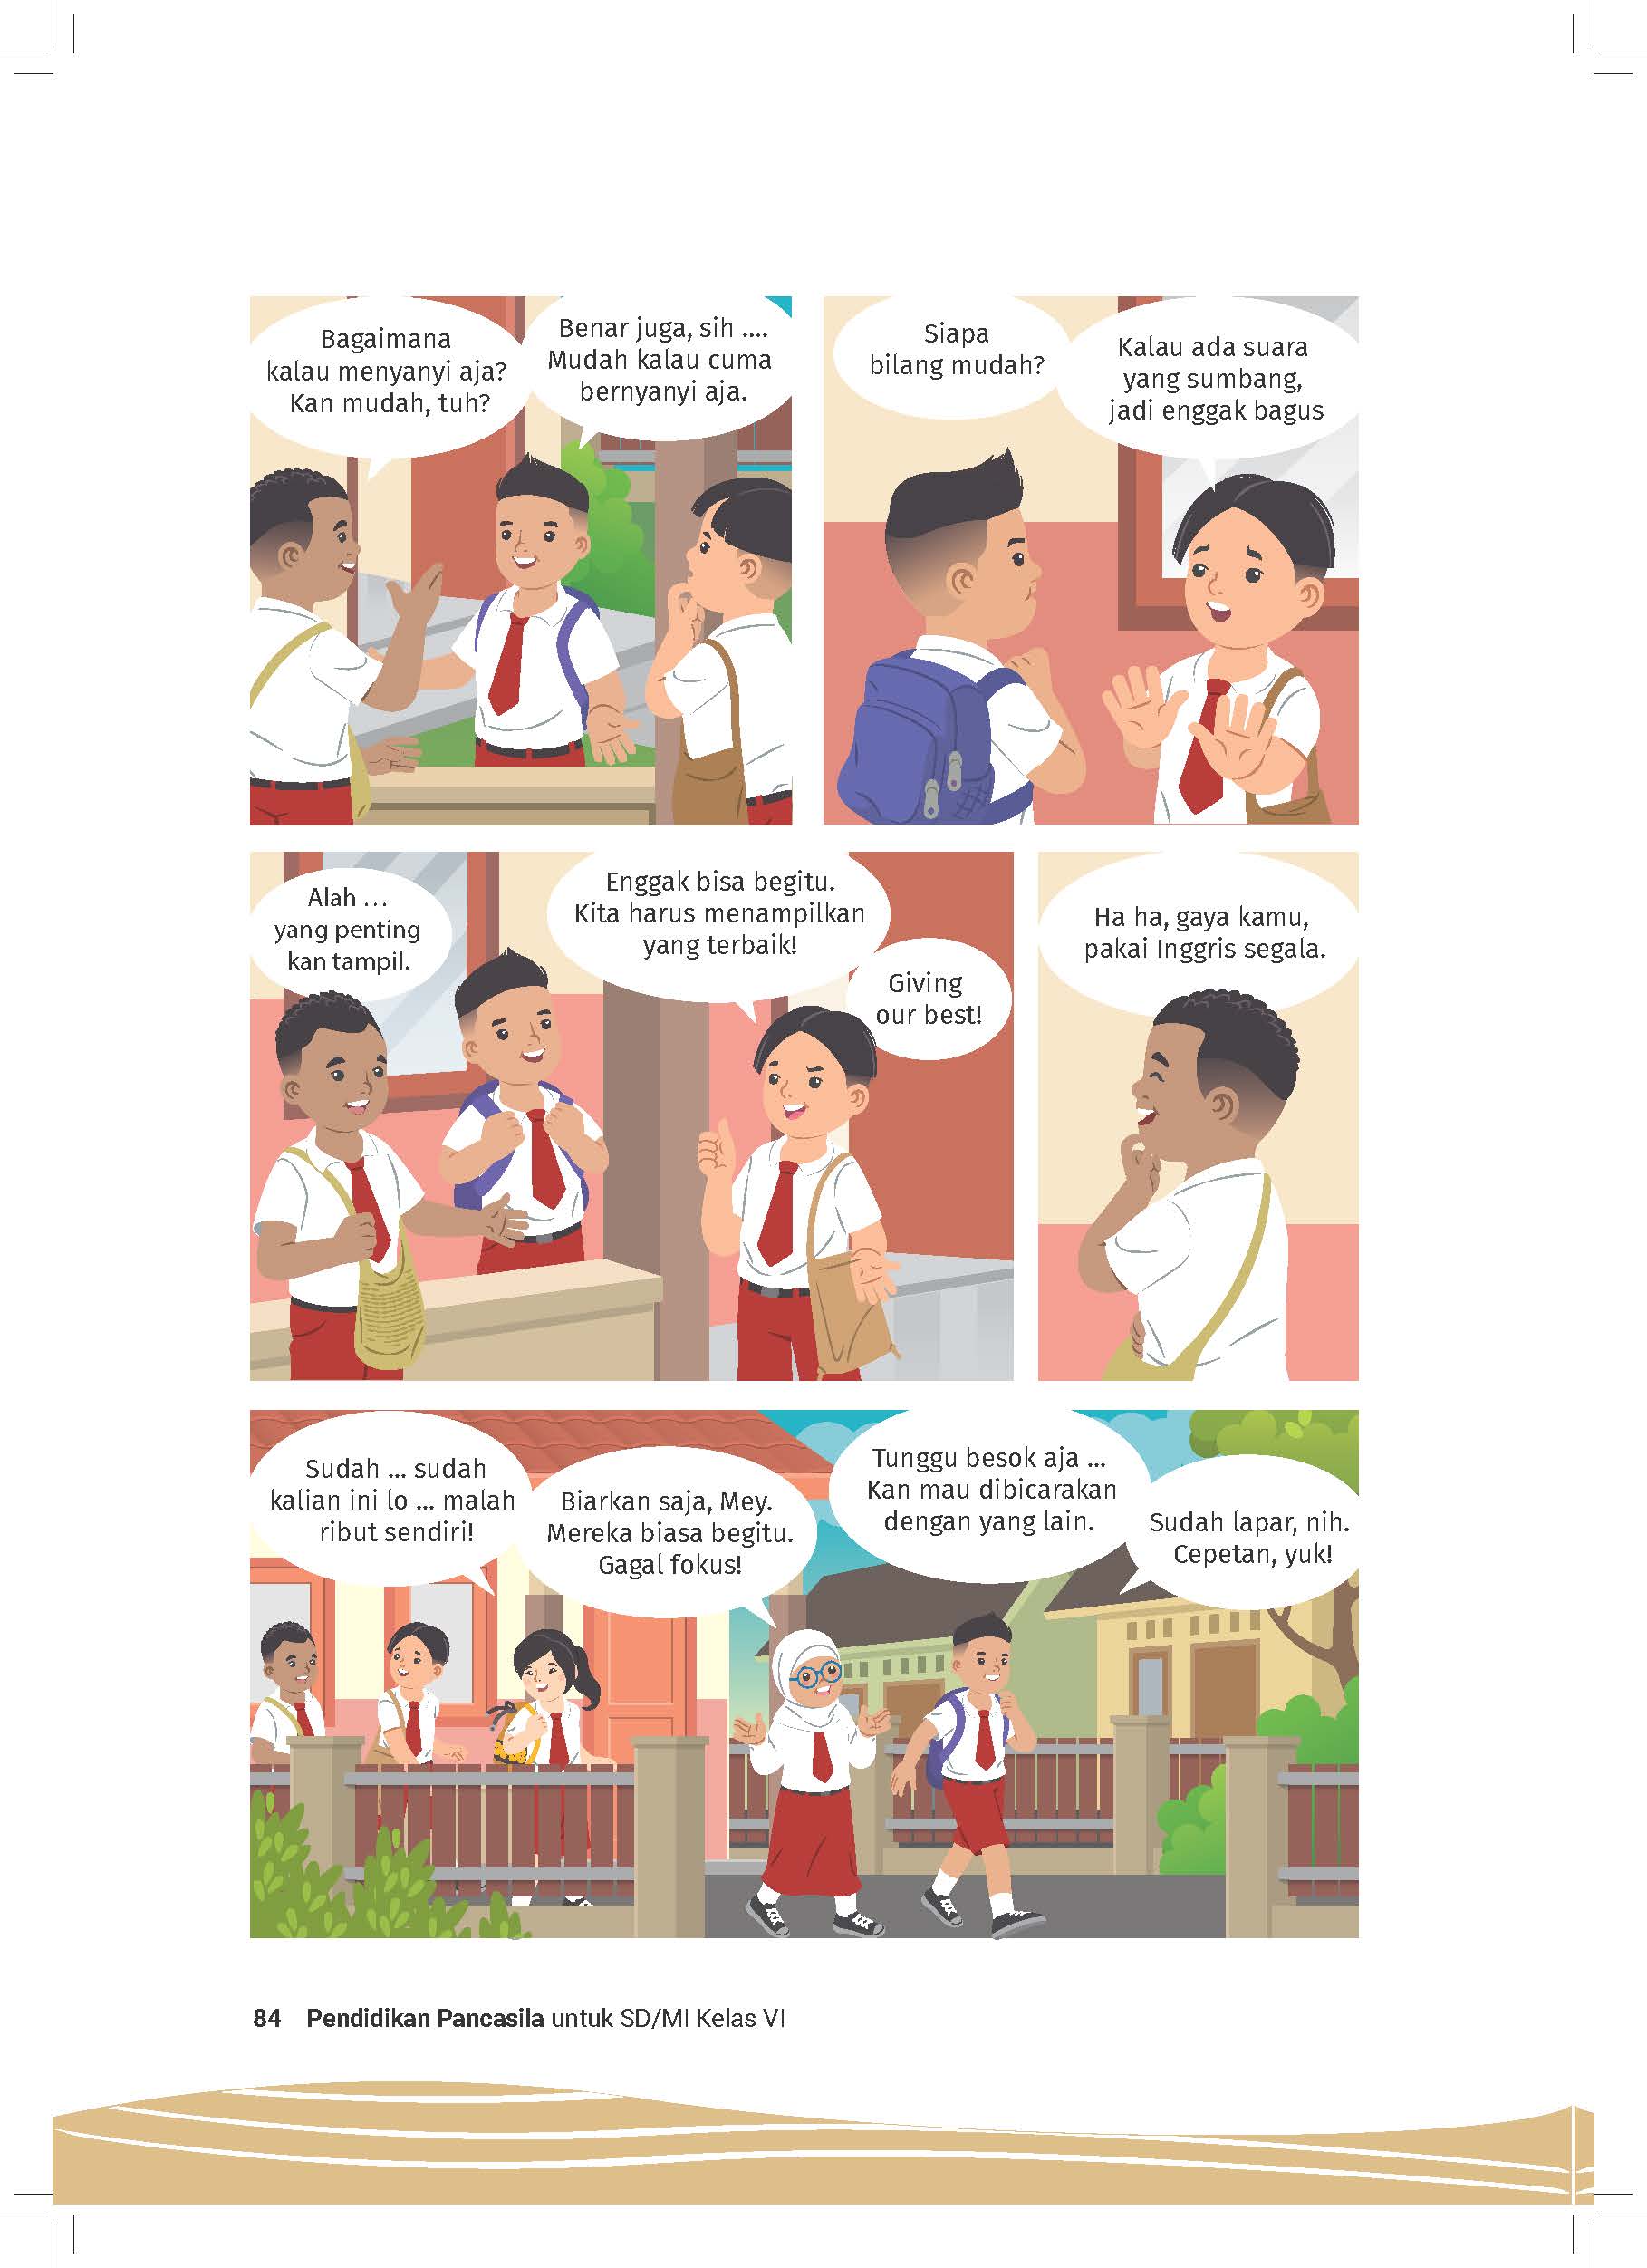 Bagaimana
kalau menyanyi aja?
Kan mudah, tuh?
Benar juga, sih ....
Mudah kalau cuma
bernyanyi aja.
Siapa
bilang mudah?
Kalau ada suara
yang sumbang,
jadi enggak bagus
Alah ...
yang penting
kan tampil.
Enggak bisa begitu.
Kita harus menampilkan
yang terbaik!
Giving
our best!
Ha ha, gaya kamu,
pakai Inggris segala.
Sudah ... sudah
kalian ini lo ... malah
ribut sendiri!
Biarkan saja, Mey.
Mereka biasa begitu.
Gagal fokus!
Tunggu besok aja ...
Kan mau dibicarakan
dengan yang lain.
Sudah lapar, nih.
Cepetan, yuk!
84 Pendidikan Pancasila untuk SD/MI Kelas VI